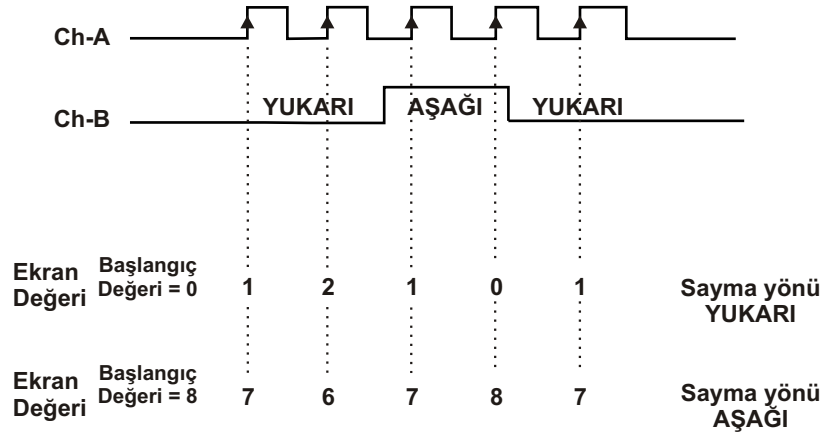 Ch-A
YUKARI AŞAĞI YUKARI
Ch-B
Ekran Değeri
Başlangıç Değeri = 0
1 2 1 0 1
Sayma yönü YUKARI
Ekran Değeri
Başlangıç Değeri = 8
7 6 7 8 7
Sayma yönü AŞAĞI